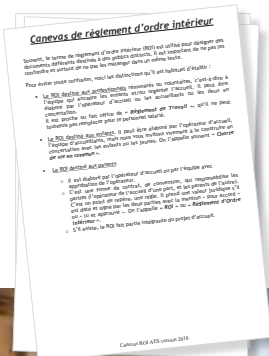 Canevas de règlement d'ordre intérieur
Souvent, le terme de règlement d'ordre intérieur (ROI) est utilisé pour désigner des
documents différents destinés à des publics distincts. Il est important de ne pas les
confondre et surtout de ne pas les mélanger dans un même texte.
Pour éviter toute confusion, voici les distinctions qu'il est habituel d'établir :
• Le ROI destiné aux professionnels rémunérés ou volontaires, c'est-à-dire à
l'équipe qui encadre les enfants et/ou organise l'accueil. Il peut être
élaboré par l'opérateur d'accueil ou les accueillants ou les deux en
concertation.
Il est proche ou fait office de « Règlement de Travail », qu'il ne peut
toutefois pas remplacer pour le personnel salarié.
• Le ROI destiné aux enfants. Il peut être élaboré par l'opérateur d'accueil,
l'équipe d'accueillants, mais nous vous invitons vivement à la construire en
concertation avec les enfants ou les jeunes. On l'appelle souvent « Charte
de vie en commun ».
• Le ROI destiné aux parents
o Il est élaboré par l'opérateur d'accueil ou par l'équipe avec
approbation de l'opérateur.
o C'est une forme de contrat, de convention, qui responsabilise les
parties (l'opérateur de l'accueil d'une part, et les parents de l'autre).
C'est un point de repère, une règle. Il prend une valeur juridique s'il
est daté et signé par les deux parties avec la mention « pour accord »
ou « lu et approuvé ». On l'appelle « ROI » ou « Règlement d'Ordre
Intérieur ».
o S'il existe, le ROI fait partie intégrante du projet d'accueil.
Canevas ROI AES version 2018